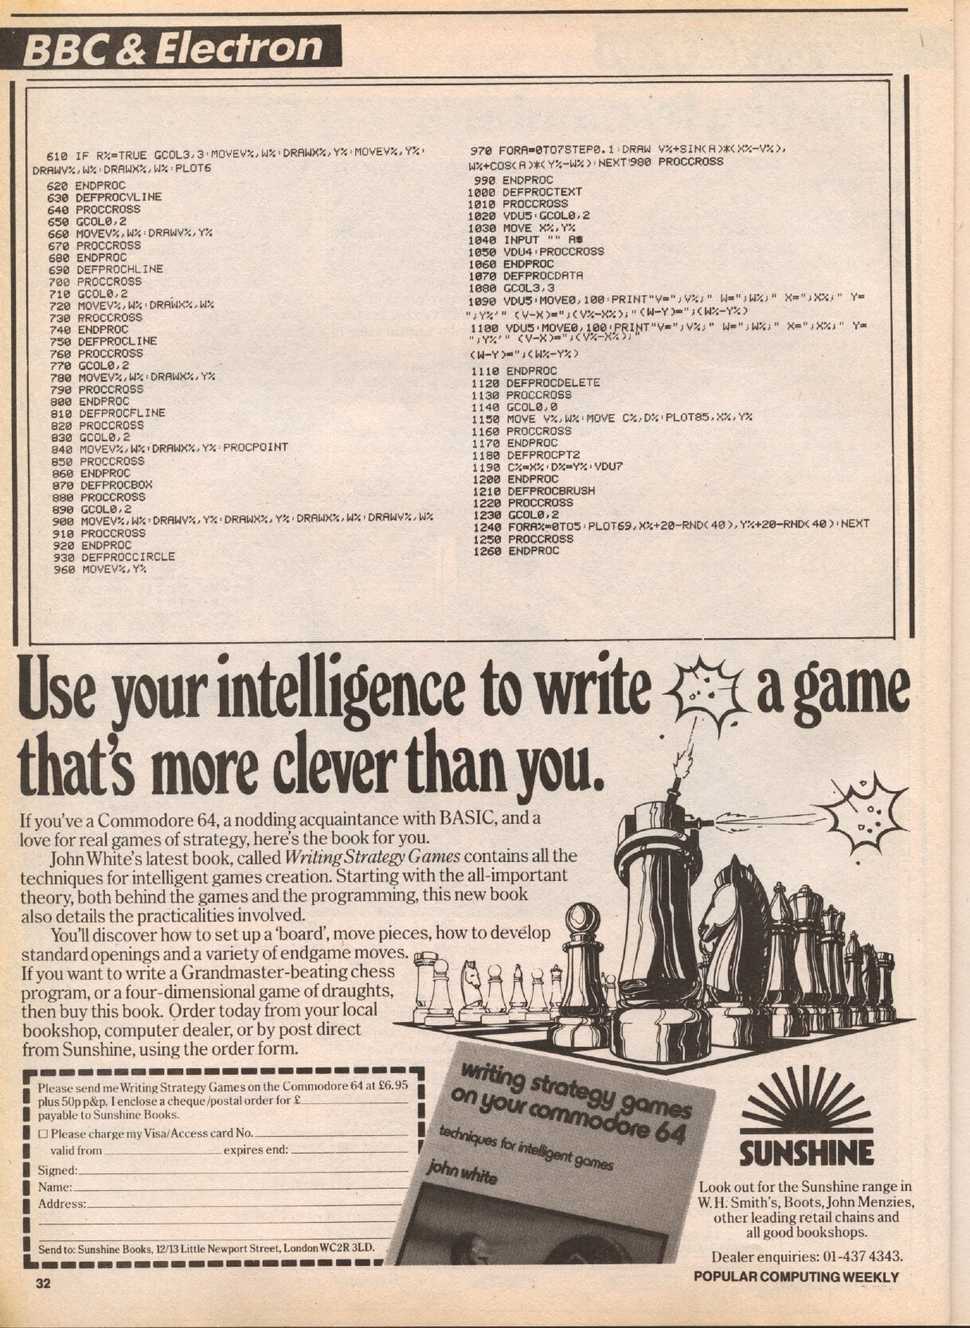 BBC & Electron
610 IF R%=TRUE GCOL3,3:MOVEV%,W%:DRAWX%,Y%:MOVEV%,Y%:
DRAWV%,W%:DRAWX%,W%:PLOT6
620 ENDPROC
630 DEFPROCVLINE
640 PROCCROSS
650 GCOL0,2
660 MOVEV%,W%:DRAWV%,Y%
670 PROCCROSS
680 ENDPROC
690 DEFPROCHLINE
700 PROCCROSS
710 GCOL0,2
720 MOVEV%,W%:DRAWX%,W%
730 PROCCROSS
740 ENDPROC
750 DEFPROCLINE
760 PROCCROSS
770 GCOL0,2
780 MOVEV%,W%:DRAWX%,Y%
790 PROCCROSS
800 ENDPROC
810 DEFPROCFLINE
820 PROCCROSS
830 GCOL0,2
840 MOVEV%,W%:DRAWX%,Y%:PROCPOINT
850 PROCCROSS
860 ENDPROC
870 DEFPROCBOX
880 PROCCROSS
890 GCOL0,2
900 MOVEV%,W%:DRAWV%,Y%:DRAWX%,Y%:DRAWX%,W%:DRAWV%,W%
910 PROCCROSS
920 ENDPROC
930 DEFPROCCIRCLE
960 MOVEV%,Y%
970 FORA=0TO7STEP0.1:DRAW V%+SIN(A)*(X%-V%),
W%+COS(A)*(Y%-W%):NEXT:980 PROCCROSS
990 ENDPROC
1000 DEFPROCTEXT
1010 PROCCROSS
1020 VDU5:GCOL0,2
1030 MOVE X%,Y%
1040 INPUT "" A$
1050 VDU4:PROCCROSS
1060 ENDPROC
1070 DEFPROCDATA
1080 GCOL3,3
1090 VDU5:MOVE0,100:PRINT"V=";V%;" W=";W%;" X=";X%;" Y=
";Y%'" (V-X)=";(V%-X%);"(W-Y)=";(W%-Y%)
1100 VDU5:MOVE0,100:PRINT"V=";V%;" W=";W%;" X=";X%;" Y=
";Y%'" (V-X)=";(V%-X%);"
(W-Y)=";(W%-Y%)
1110 ENDPROC
1120 DEFPROCDELETE
1130 PROCCROSS
1140 GCOL0,0
1150 MOVE V%,W%:MOVE C%,D%:PLOT85,X%,Y%
1160 PROCCROSS
1170 ENDPROC
1180 DEFPROCPT2
1190 C%=X%:D%=Y%:VDU7
1200 ENDPROC
1210 DEFPROCBRUSH
1220 PROCCROSS
1230 GCOL0,2
1240 FORA%=0TO5:PLOT69,X%+20-RND(40),Y%+20-RND(40):NEXT
1250 PROCCROSS
1260 ENDPROC
Use your intelligence to write a game
that's more clever than you.
If you've a Commodore 64, a nodding acquaintance with BASIC, and a
love for real games of strategy, here's the book for you.
John White's latest book, called Writing Strategy Games contains all the
techniques for intelligent games creation. Starting with the all-important
theory, both behind the games and the programming, this new book
also details the practicalities involved.
You'll discover how to set up a 'board', move pieces, how to develop
standard openings and a variety of endgame moves.
If you want to write a Grandmaster-beating chess
program, or a four-dimensional game of draughts,
then buy this book. Order today from your local
bookshop, computer dealer, or by post direct
from Sunshine, using the order form.
Please send me Writing Strategy Games on the Commodore 64 at £6.95
plus 50p p&p. I enclose a cheque/postal order for £
payable to Sunshine Books.
☐ Please charge my Visa/Access card No.
valid from expires end:
Signed:
Name:
Address:
Send to: Sunshine Books, 12/13 Little Newport Street, London WC2R 3LD.
writing strategy games
on your commodore 64
techniques for intelligent games
john white
SUNSHINE
Look out for the Sunshine range in
W.H. Smith's, Boots, John Menzies,
other leading retail chains and
all good bookshops.
Dealer enquiries: 01-437 4343.
32
POPULAR COMPUTING WEEKLY